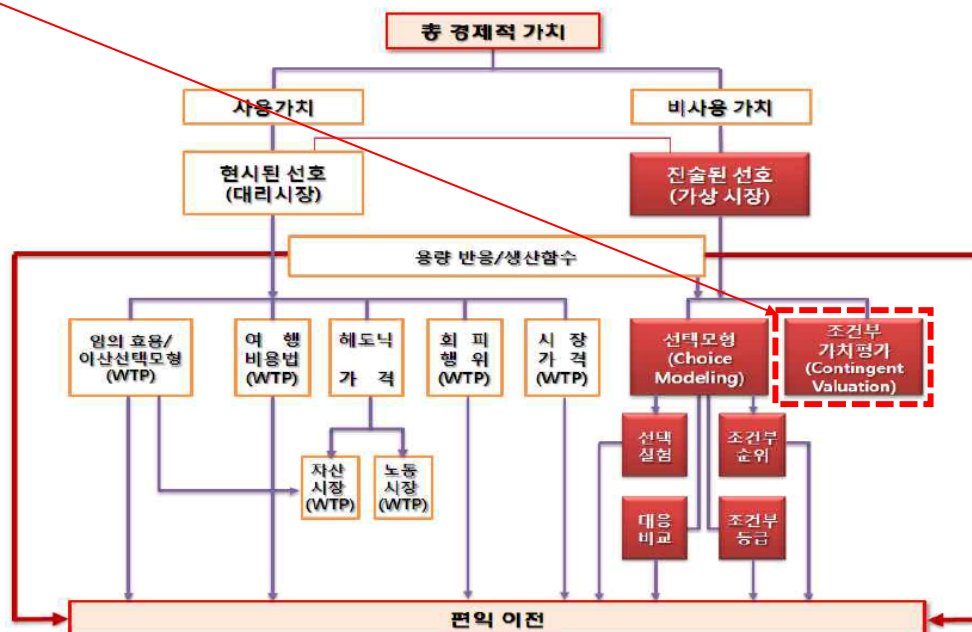 총 경제적 가치
사용가치
비사용 가치
현시된 선호
(대리시장)
진술된 선호
(가상 시장)
용량 반응/생산함수
임의 효용/
이산선택모형
(WTP)
여 행
비용법
(WTP)
헤도닉
가 격
회 피
행 위
(WTP)
시 장
가 격
(WTP)
선택모형
(Choice
Modeling)
조건부
가치평가
(Contingent
Valuation)
자산
시장
(WTP)
노동
시장
(WTP)
선택
실험
조건부
순위
대응
비교
조건부
등급
편익 이전